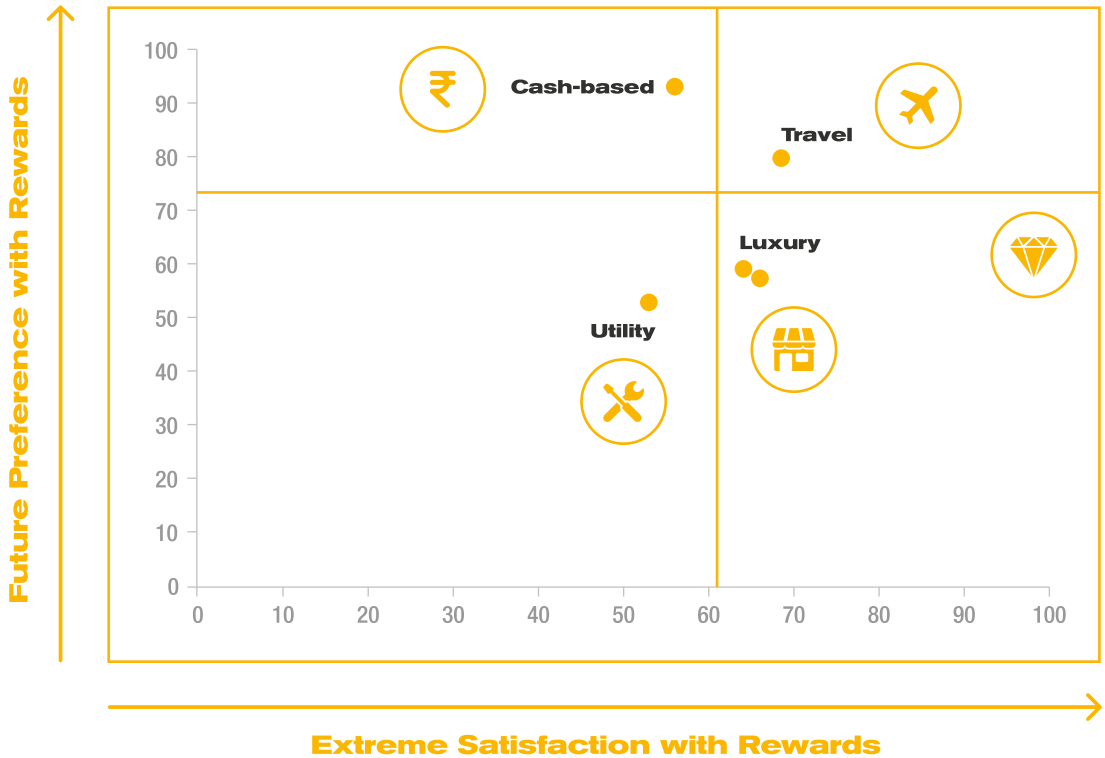 Future Preference with Rewards
100
90
80
70
60
50
40
30
20
10
0
₹
Cash-based
Travel
Luxury
Utility
0 10 20 30 40 50 60 70 80 90 100
Extreme Satisfaction with Rewards